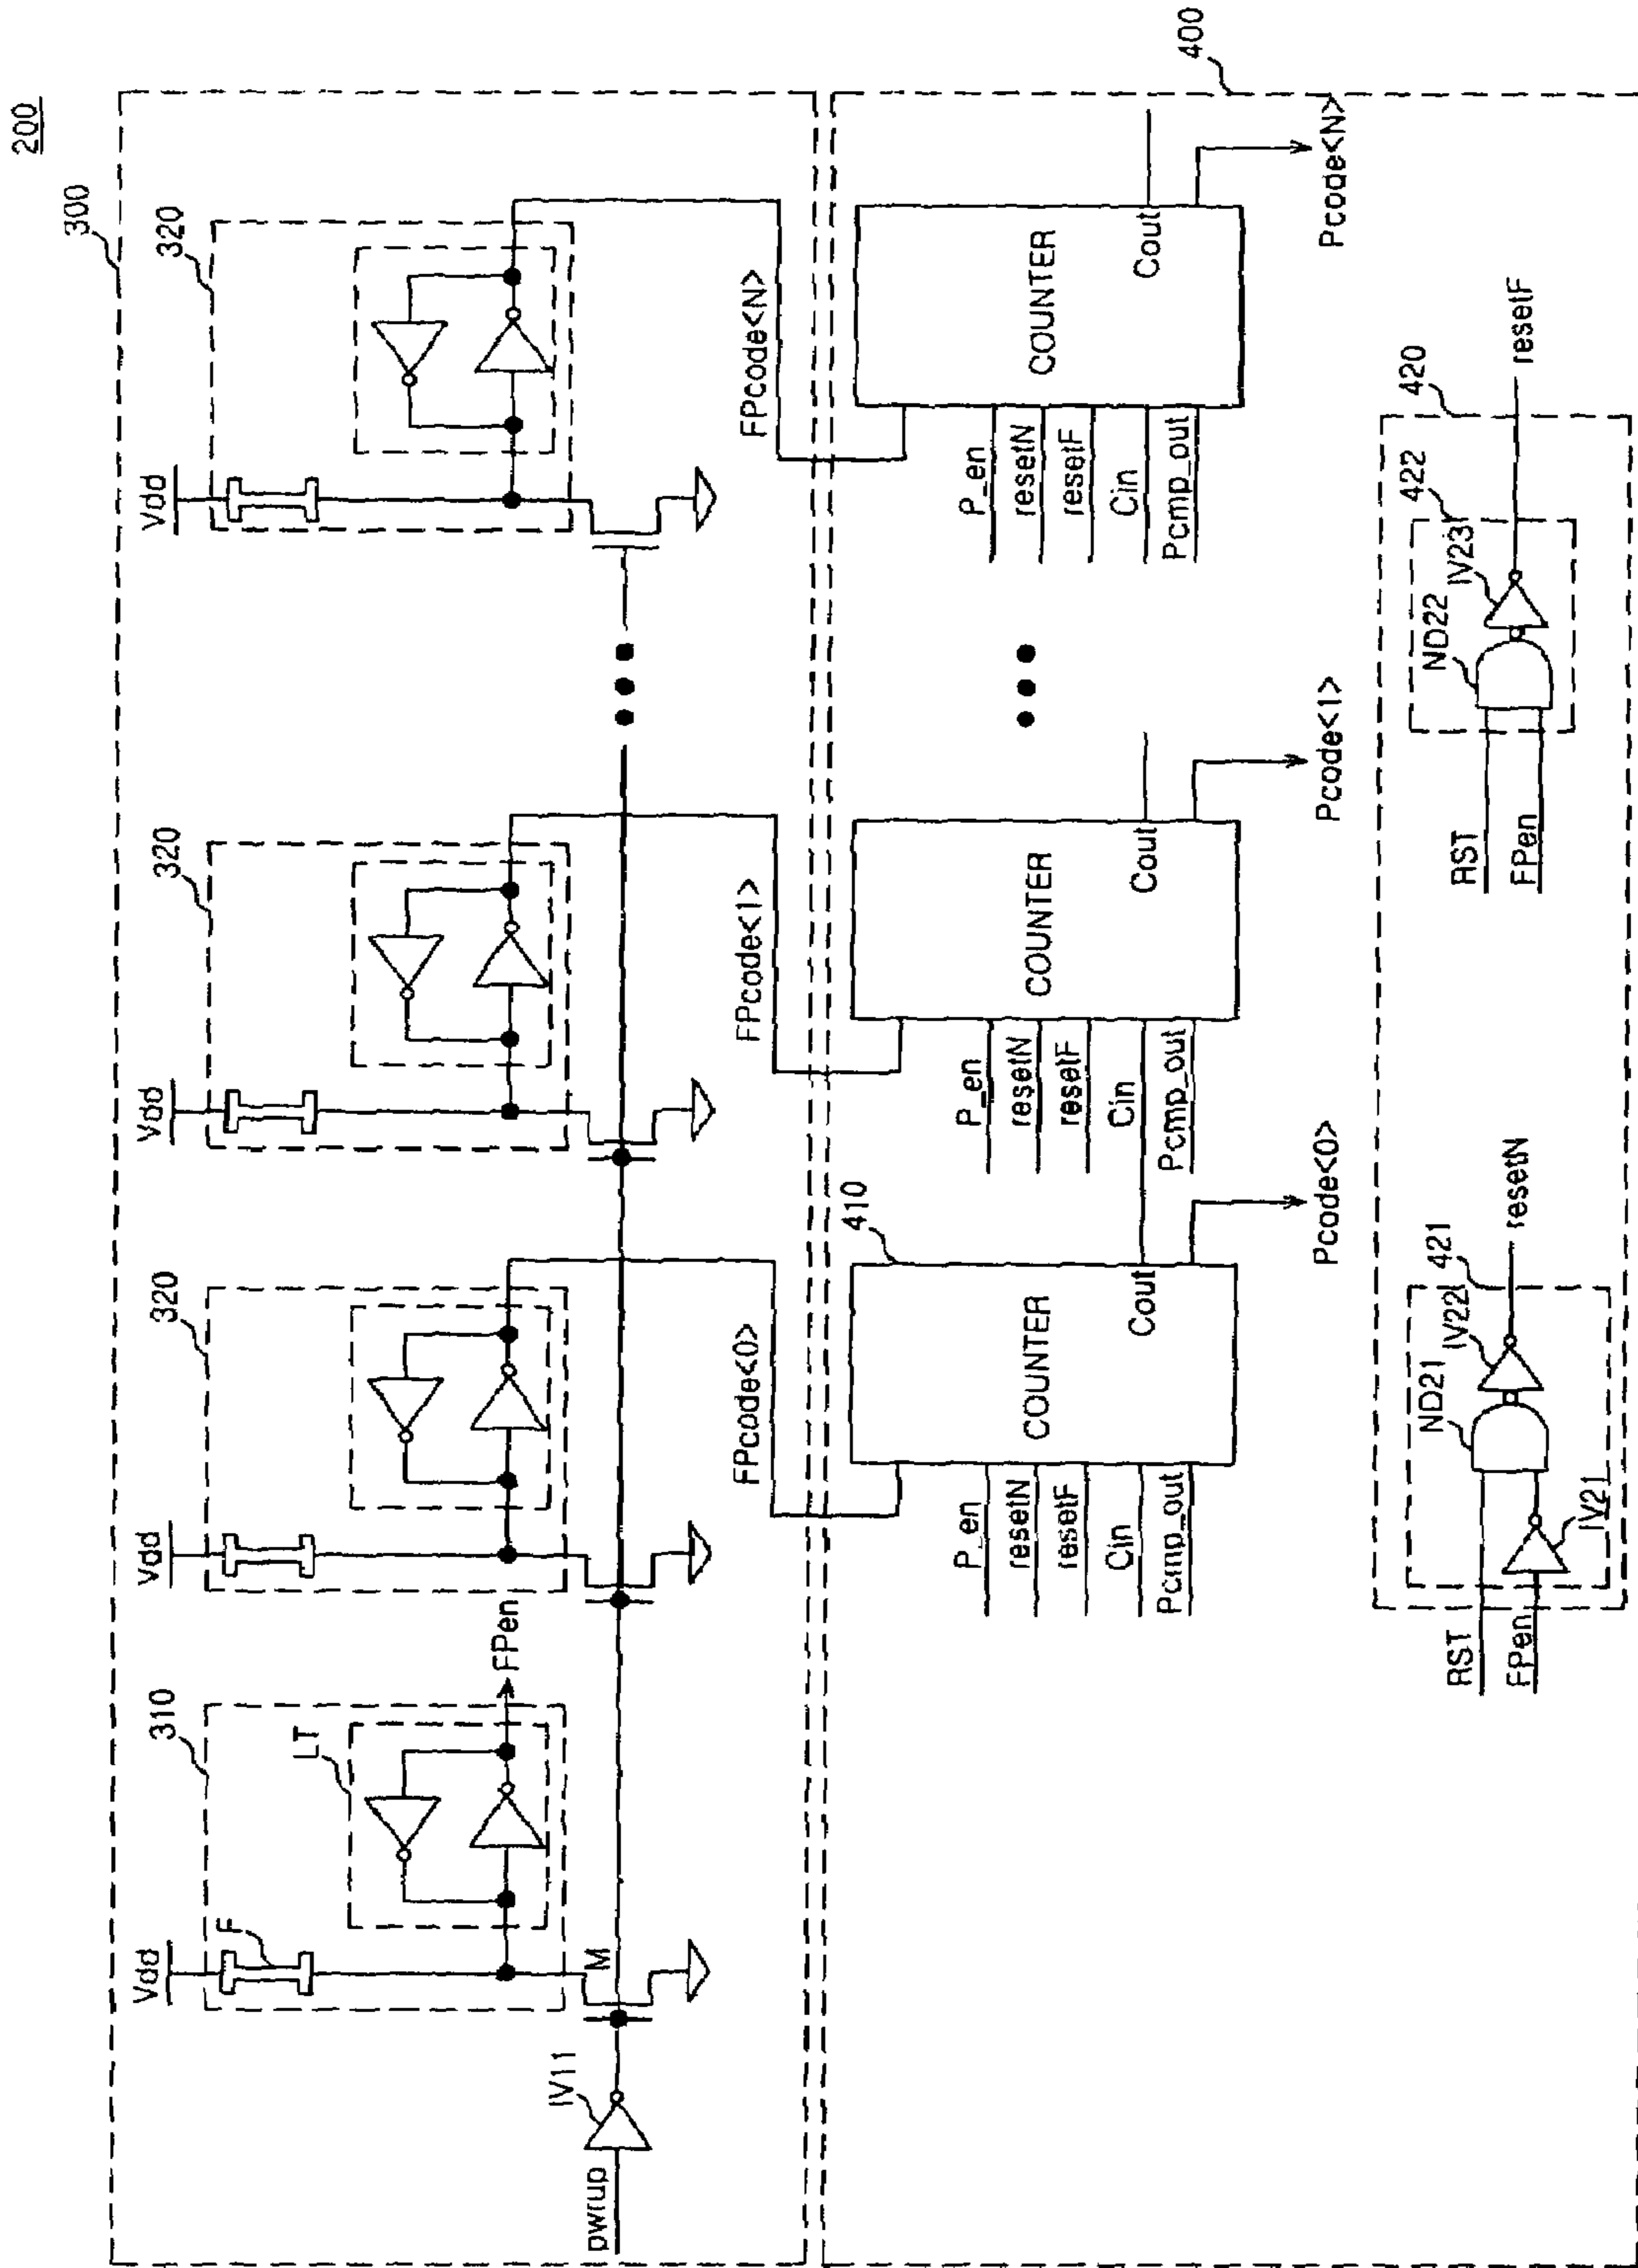 200
300
310
320
320
320
Vdd
Vdd
Vdd
Vdd
F
LT
FPen
M
IV11
pwrup
FPcode<0>
FPcode<1>
FPcode<N>
400
410
P_en
resetN
resetF
Cin
Pcmp_out
COUNTER
Cout
Pcode<0>
P_en
resetN
resetF
Cin
Pcmp_out
COUNTER
Cout
Pcode<1>
P_en
resetN
resetF
Cin
Pcmp_out
COUNTER
Cout
Pcode<N>
420
421
ND21
IV22
RST
FPen
IV21
resetN
422
ND22
IV23
RST
FPen
resetF